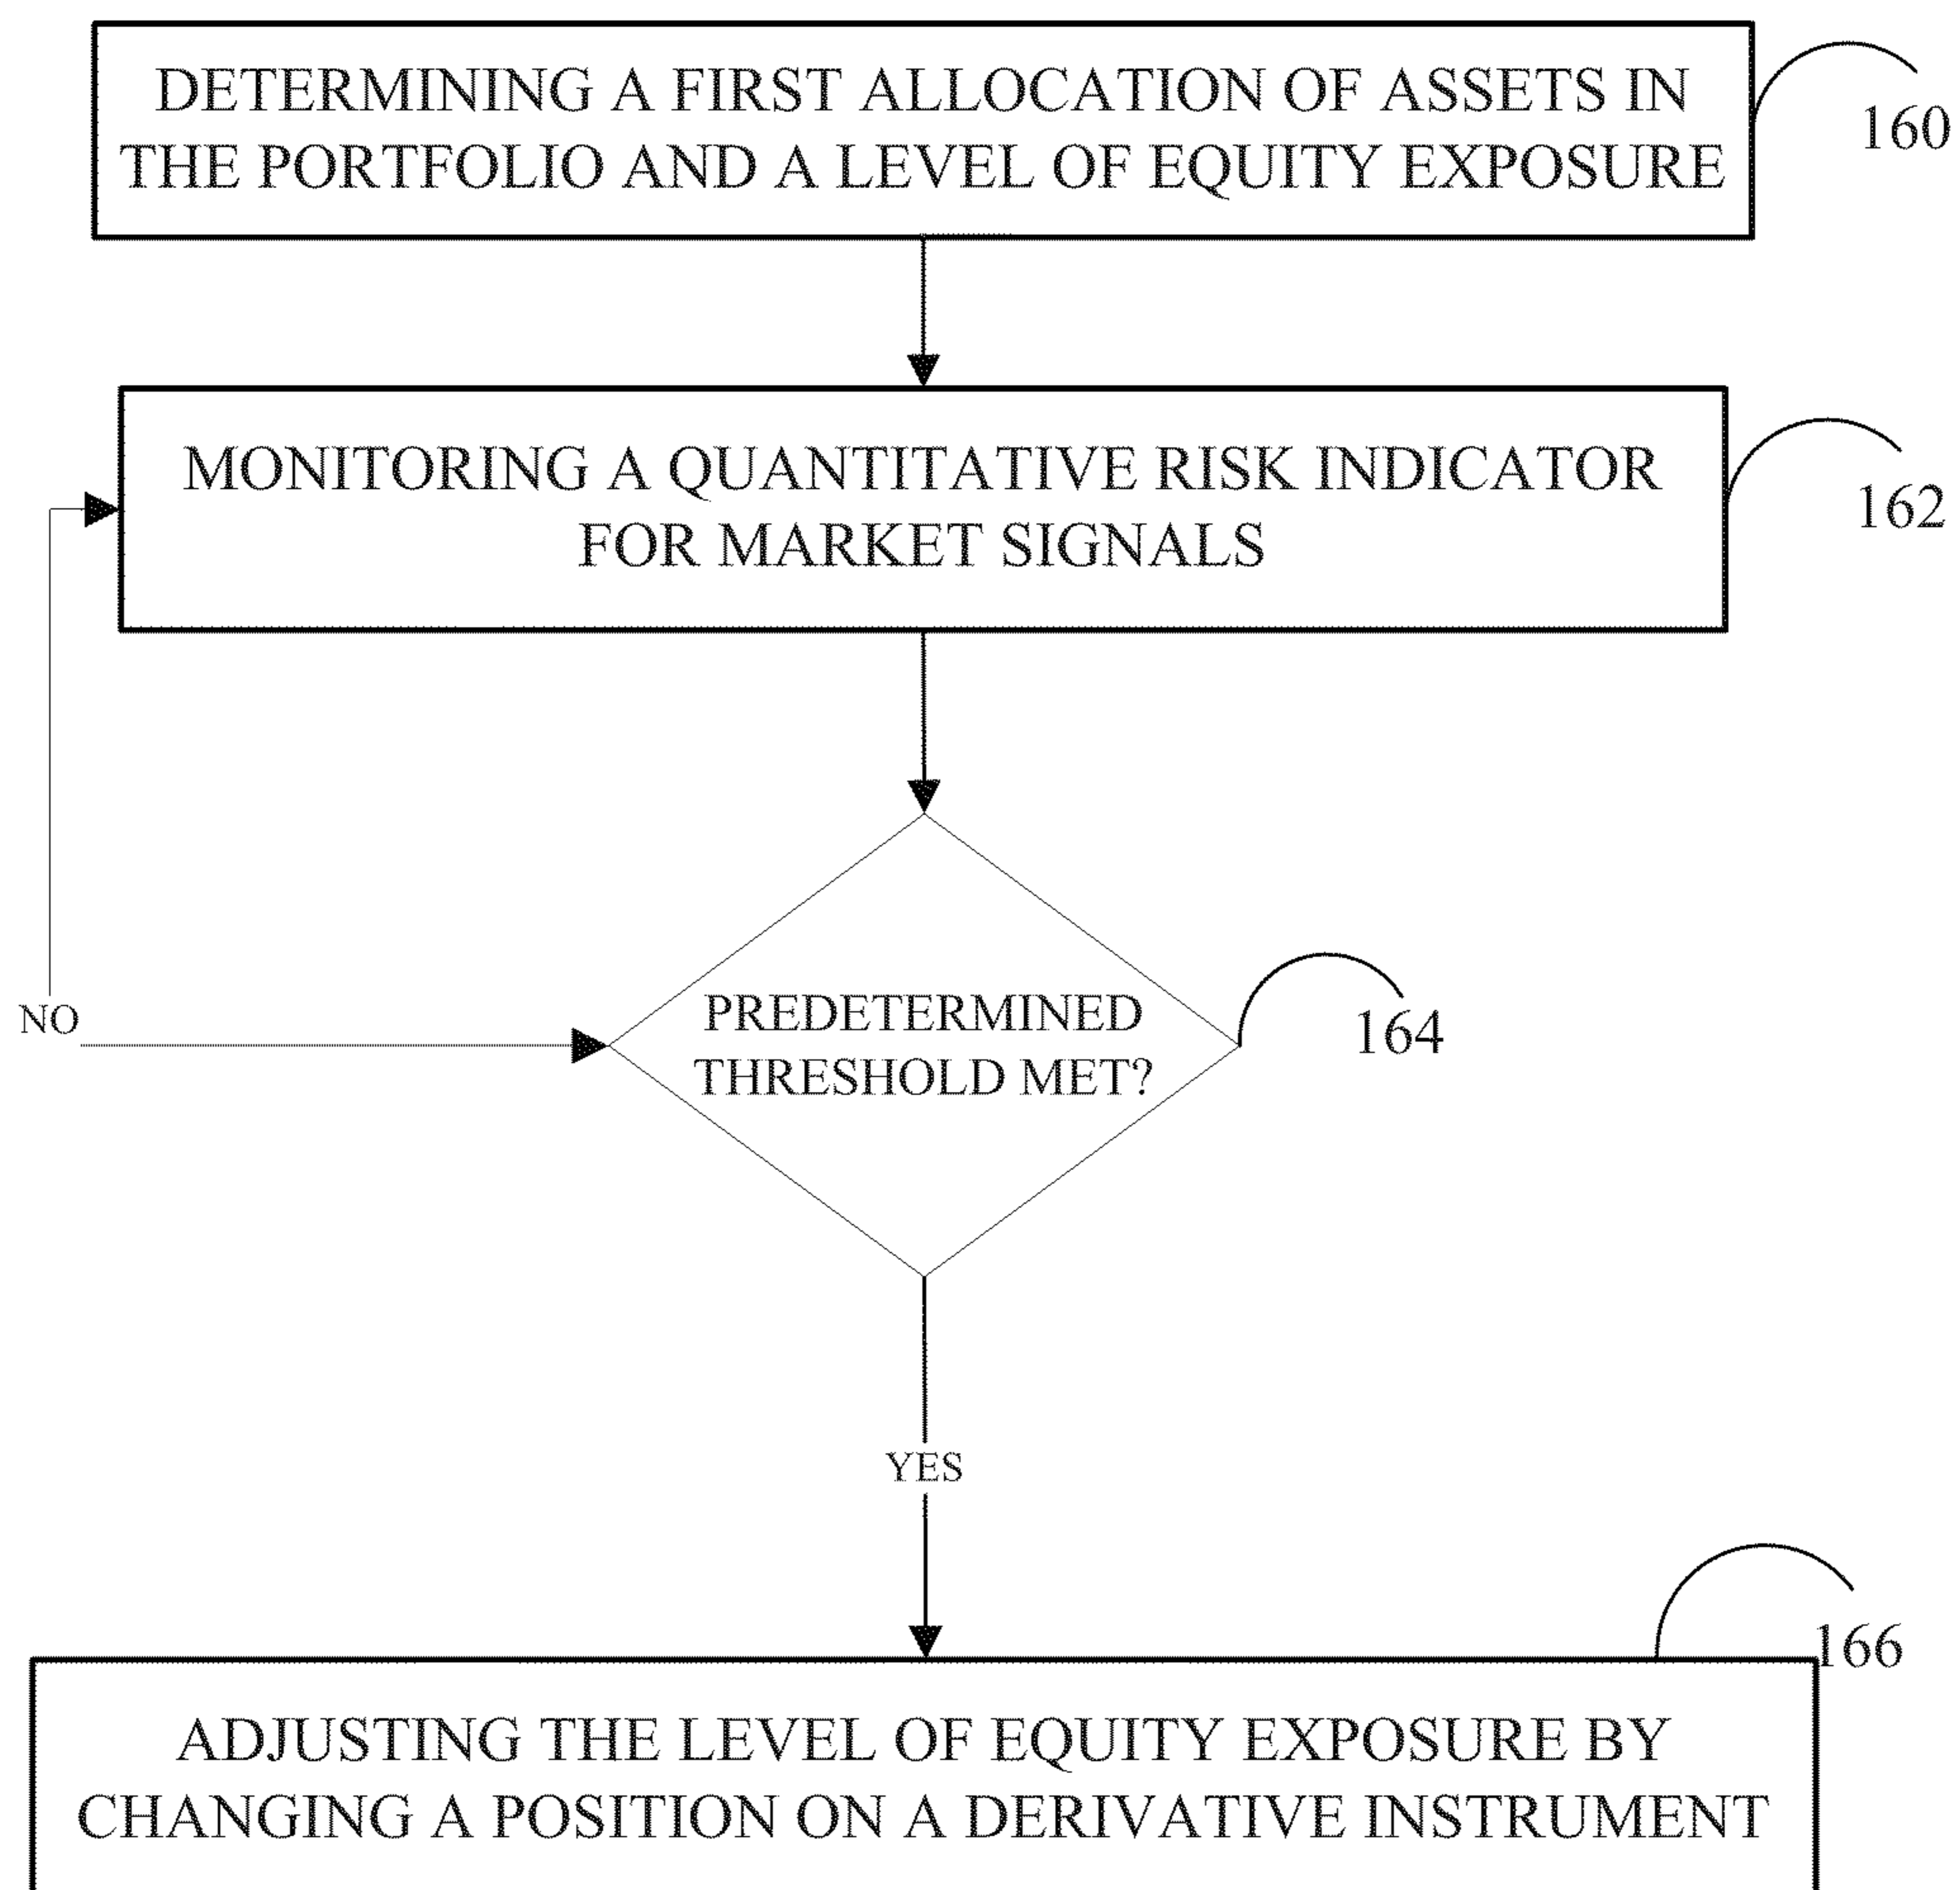 DETERMINING A FIRST ALLOCATION OF ASSETS IN
THE PORTFOLIO AND A LEVEL OF EQUITY EXPOSURE
160
MONITORING A QUANTITATIVE RISK INDICATOR
FOR MARKET SIGNALS
162
NO
PREDETERMINED
THRESHOLD MET?
164
YES
166
ADJUSTING THE LEVEL OF EQUITY EXPOSURE BY
CHANGING A POSITION ON A DERIVATIVE INSTRUMENT